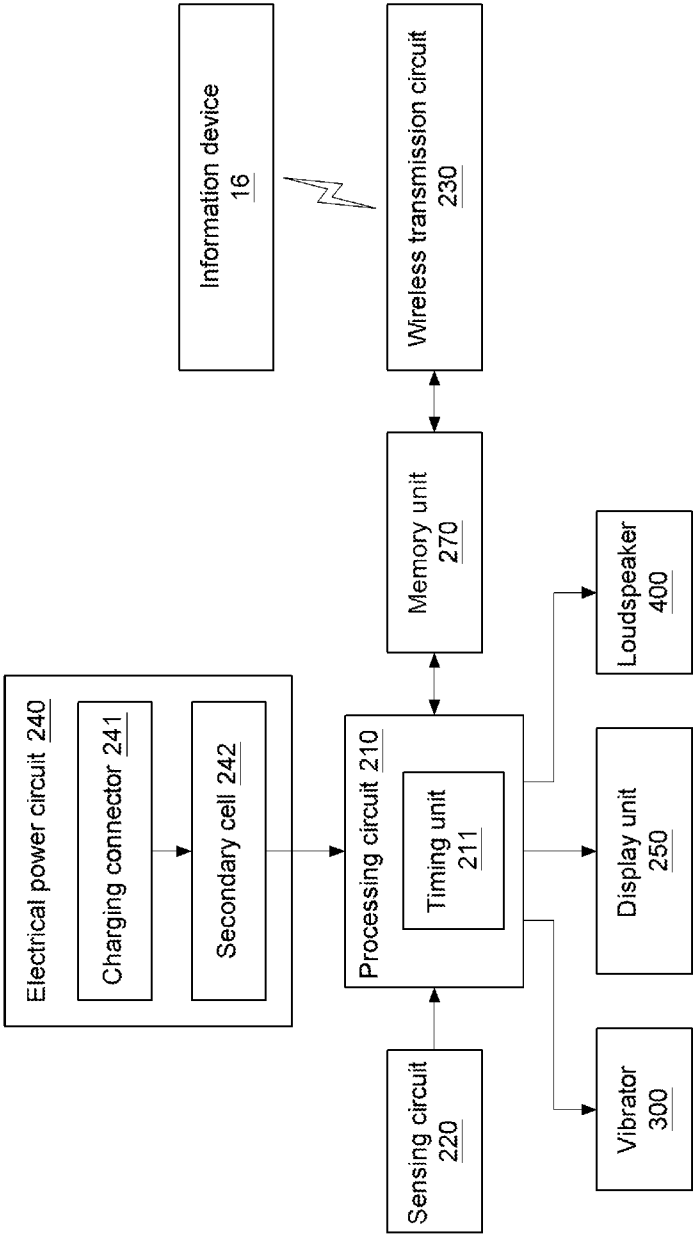 Electrical power circuit 240
Charging connector 241
Secondary cell 242
Information device
16
Sensing circuit
220
Processing circuit 210
Timing unit
211
Memory unit
270
Wireless transmission circuit
230
Vibrator
300
Display unit
250
Loudspeaker
400